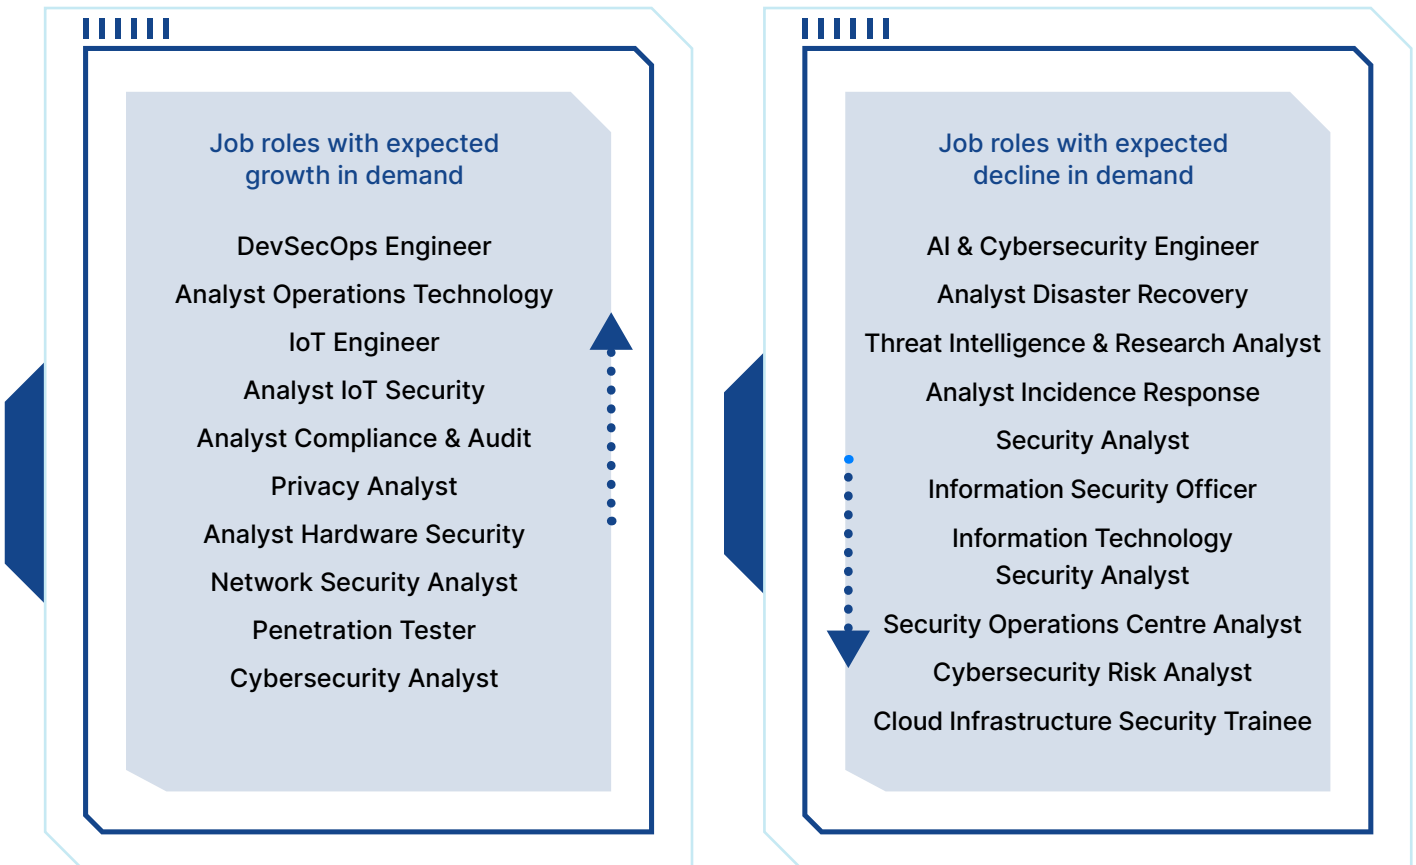 Job roles with expected
growth in demand
DevSecOps Engineer
Analyst Operations Technology
IoT Engineer
Analyst IoT Security
Analyst Compliance & Audit
Privacy Analyst
Analyst Hardware Security
Network Security Analyst
Penetration Tester
Cybersecurity Analyst
Job roles with expected
decline in demand
AI & Cybersecurity Engineer
Analyst Disaster Recovery
Threat Intelligence & Research Analyst
Analyst Incidence Response
Security Analyst
Information Security Officer
Information Technology
Security Analyst
Security Operations Centre Analyst
Cybersecurity Risk Analyst
Cloud Infrastructure Security Trainee